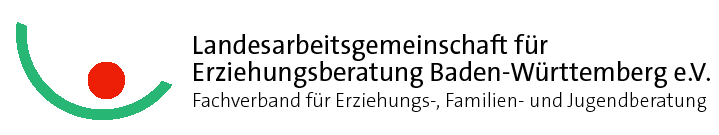 Landesarbeitsgemeinschaft für
Erziehungsberatung Baden-Württemberg e.V.
Fachverband für Erziehungs-, Familien- und Jugendberatung